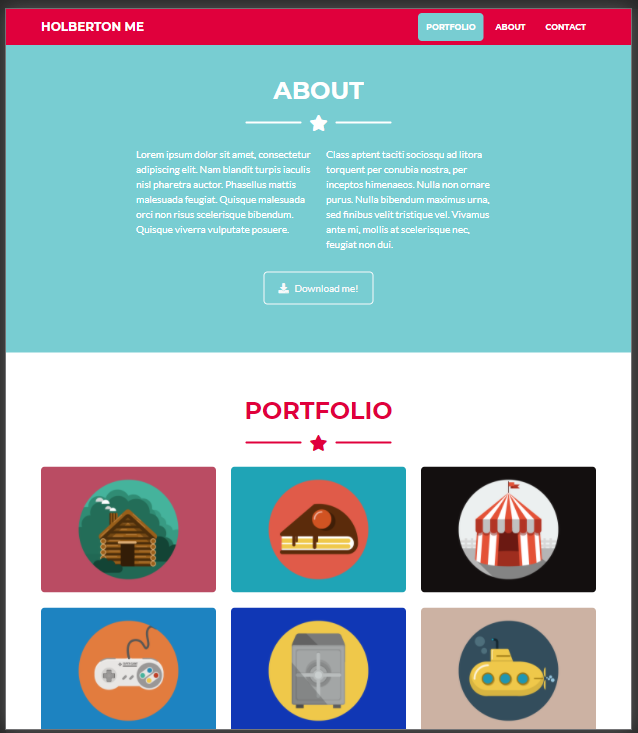 HOLBERTON ME
PORTFOLIO
ABOUT
CONTACT
ABOUT
Lorem ipsum dolor sit amet, consectetur
adipiscing elit. Nam blandit turpis iaculis
nisl pharetra auctor. Phasellus mattis
malesuada feugiat. Quisque malesuada
orci non risus scelerisque bibendum.
Quisque viverra vulputate posuere.
Class aptent taciti sociosqu ad litora
torquent per conubia nostra, per
inceptos himenaeos. Nulla non ornare
purus. Nulla bibendum maximus urna,
sed finibus velit tristique vel. Vivamus
ante mi, mollis at scelerisque nec,
feugiat non dui.
Download me!
PORTFOLIO